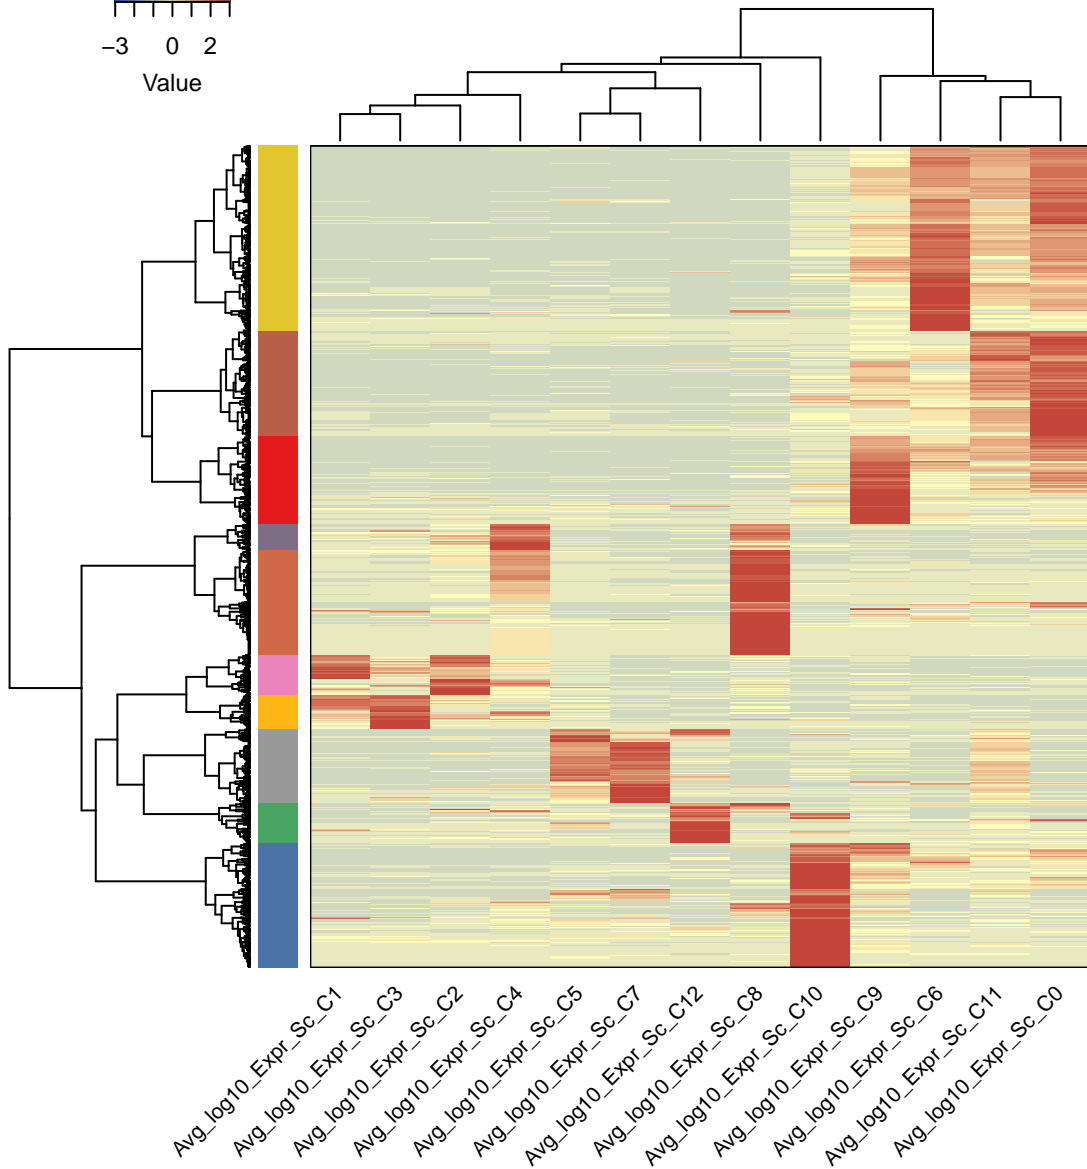 −3 0 2
Value
Avg_log10_Expr_Sc_C1
Avg_log10_Expr_Sc_C3
Avg_log10_Expr_Sc_C2
Avg_log10_Expr_Sc_C4
Avg_log10_Expr_Sc_C5
Avg_log10_Expr_Sc_C7
Avg_log10_Expr_Sc_C12
Avg_log10_Expr_Sc_C8
Avg_log10_Expr_Sc_C10
Avg_log10_Expr_Sc_C9
Avg_log10_Expr_Sc_C6
Avg_log10_Expr_Sc_C11
Avg_log10_Expr_Sc_C0